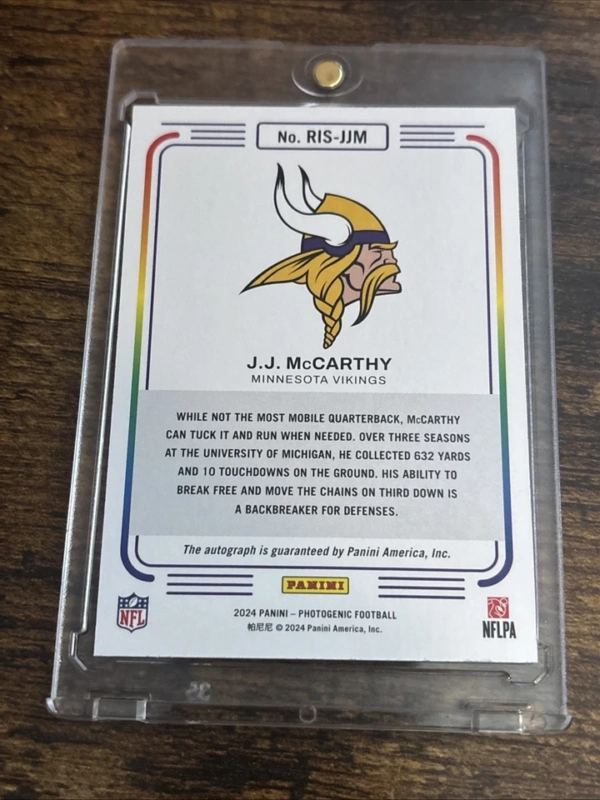 No. RIS-JJM
J.J. McCARTHY
MINNESOTA VIKINGS
WHILE NOT THE MOST MOBILE QUARTERBACK, McCARTHY
CAN TUCK IT AND RUN WHEN NEEDED. OVER THREE SEASONS
AT THE UNIVERSITY OF MICHIGAN, HE COLLECTED 632 YARDS
AND 10 TOUCHDOWNS ON THE GROUND. HIS ABILITY TO
BREAK FREE AND MOVE THE CHAINS ON THIRD DOWN IS
A BACKBREAKER FOR DEFENSES.
The autograph is guaranteed by Panini America, Inc.
PANINI
NFL
2024 PANINI – PHOTOGENIC FOOTBALL
帕尼尼 © 2024 Panini America, Inc.
NFLPA